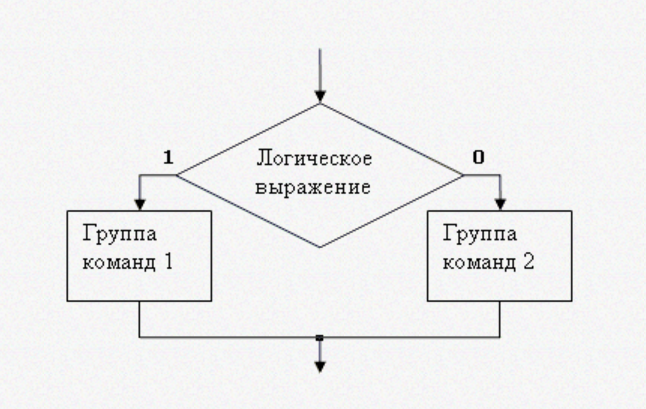 Логическое
выражение
1
0
Группа
команд 1
Группа
команд 2